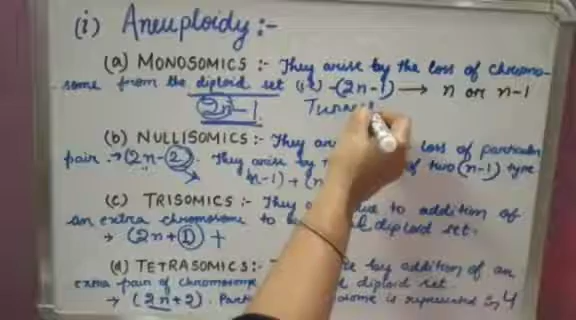 (i) Aneuploidy :-
(a) MONOSOMICS :- They arise by the loss of chromo-
some from the diploid set (i.e) - (2n-1) → n or n-1
2n-1 Turne
(b) NULLISOMICS :- They loss of particular
pair. → (2n-2). They arise by of two (n-1) type
n-1) + (n
(c) TRISOMICS :- They to addition of
an extra chromosome to diploid set.
→ (2n+1) +
(d) TETRASOMICS :- by addition of an
extra pair of chromosome diploid set.
→ (2n+2). some is represented 4